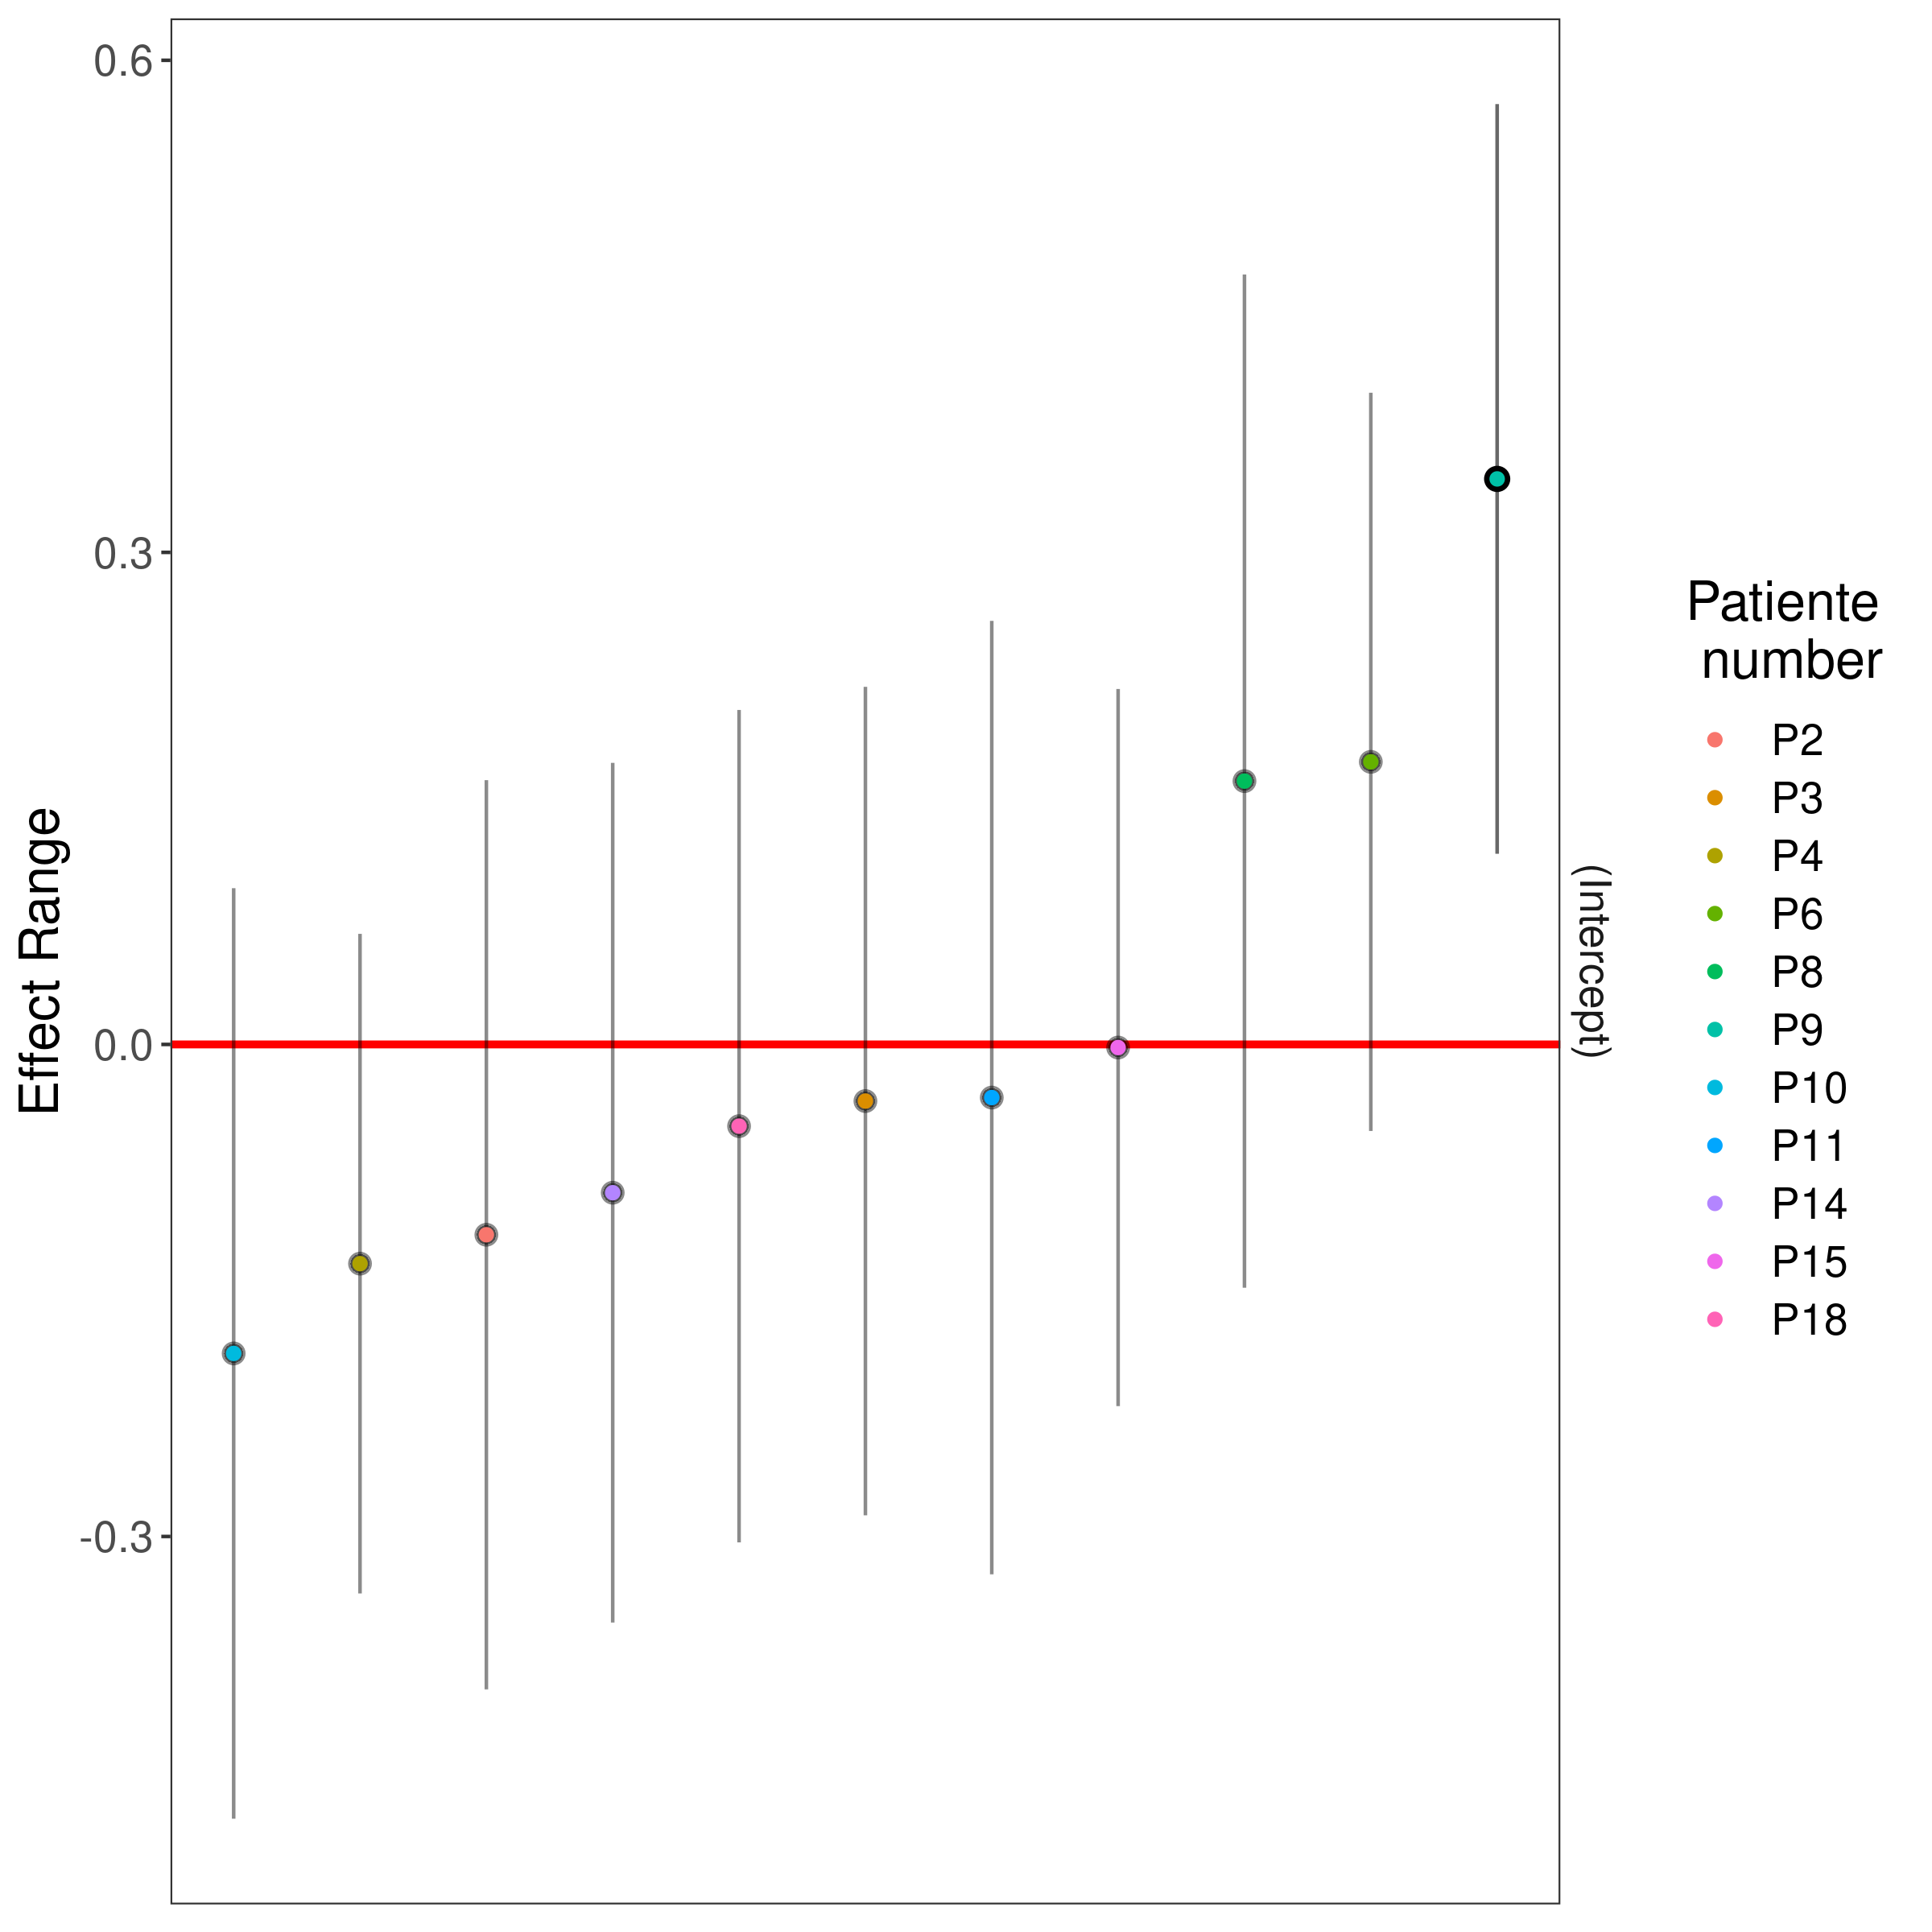 0.6
0.3
0.0
-0.3
Effect Range
(Intercept)
Patiente
number
P2
P3
P4
P6
P8
P9
P10
P11
P14
P15
P18